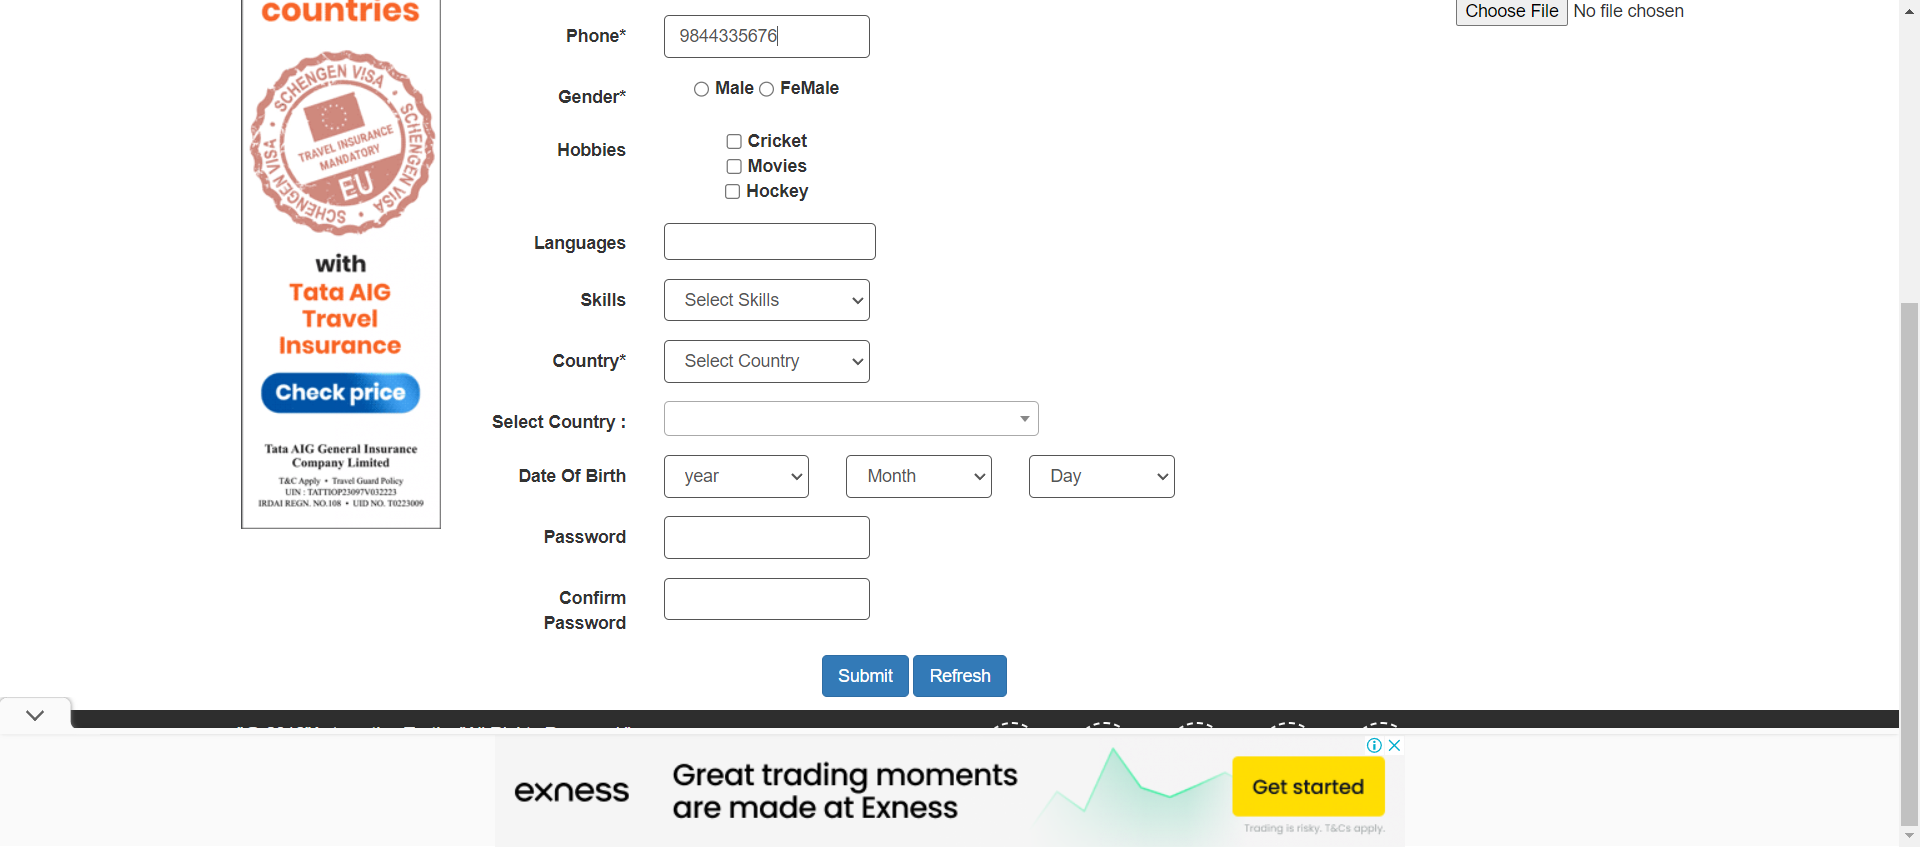 countries
SCHENGEN VISA • SCHENGEN VISA • SCHENGEN VISA •
TRAVEL INSURANCE
MANDATORY
EU
with
Tata AIG
Travel
Insurance
Check price
Tata AIG General Insurance
Company Limited
T&C Apply • Travel Guard Policy
UIN : TATTIOP23097V032223
IRDAI REGN. NO.108 • UID NO. T0223009
Phone* 9844335676
Choose File No file chosen
Gender* Male FeMale
Hobbies Cricket
Movies
Hockey
Languages
Skills Select Skills
Country* Select Country
Select Country :
Date Of Birth year Month Day
Password
Confirm
Password
Submit Refresh
exness
Great trading moments
are made at Exness
Get started
Trading is risky. T&Cs apply.